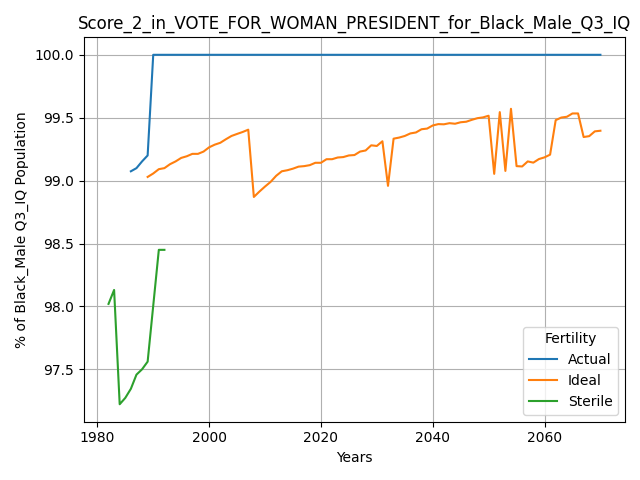 Score_2_in_VOTE_FOR_WOMAN_PRESIDENT_for_Black_Male_Q3_IQ
% of Black_Male Q3_IQ Population
100.0
99.5
99.0
98.5
98.0
97.5
1980
2000
2020
2040
2060
Years
Fertility
Actual
Ideal
Sterile